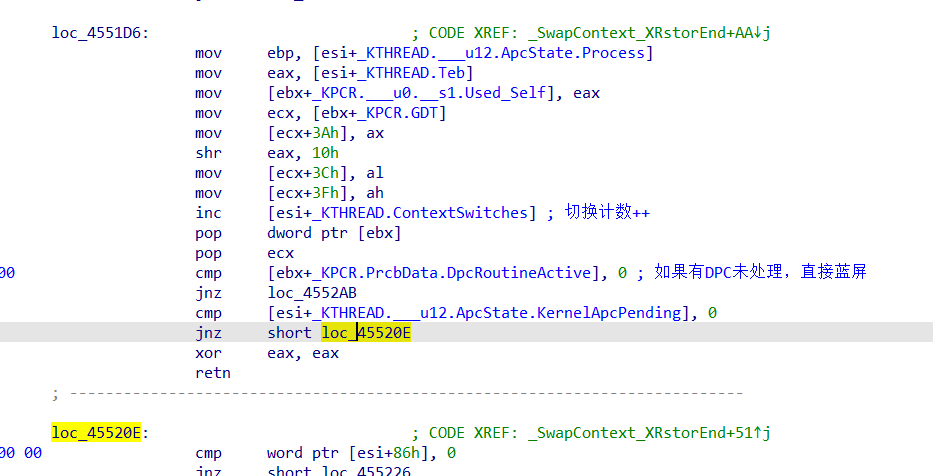 loc_4551D6: ; CODE XREF: _SwapContext_XRstorEnd+AA↓j
mov ebp, [esi+_KTHREAD.___u12.ApcState.Process]
mov eax, [esi+_KTHREAD.Teb]
mov [ebx+_KPCR.___u0.__s1.Used_Self], eax
mov ecx, [ebx+_KPCR.GDT]
mov [ecx+3Ah], ax
shr eax, 10h
mov [ecx+3Ch], al
mov [ecx+3Fh], ah
inc [esi+_KTHREAD.ContextSwitches] ; 切换计数++
pop dword ptr [ebx]
pop ecx
00 cmp [ebx+_KPCR.PrcbData.DpcRoutineActive], 0 ; 如果有DPC未处理，直接蓝屏
jnz loc_4552AB
cmp [esi+_KTHREAD.___u12.ApcState.KernelApcPending], 0
jnz short loc_45520E
xor eax, eax
retn
; ---------------------------------------------------------------------------
loc_45520E: ; CODE XREF: _SwapContext_XRstorEnd+51↑j
00 00 cmp word ptr [esi+86h], 0
jnz short loc_455226